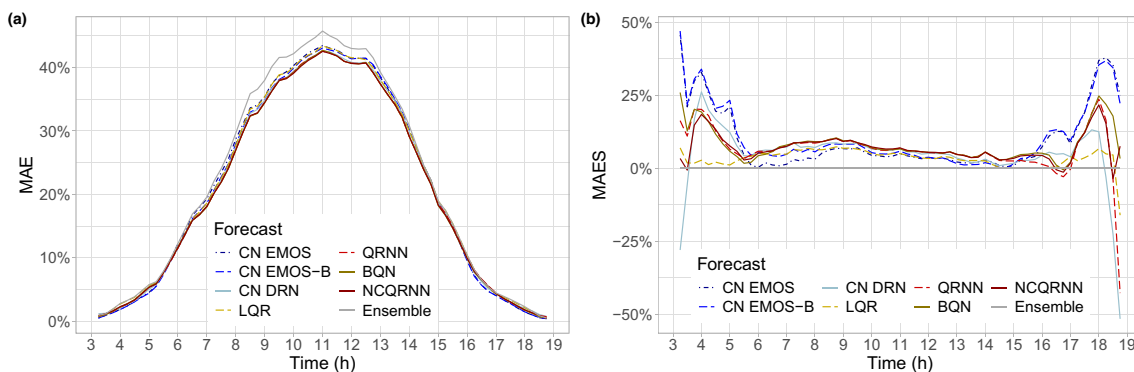 (a)
MAE
40%
30%
20%
10%
0%
Forecast
CN EMOS
CN EMOS−B
CN DRN
LQR
QRNN
BQN
NCQRNN
Ensemble
3 4 5 6 7 8 9 10 11 12 13 14 15 16 17 18 19
Time (h)
(b)
MAES
50%
25%
0%
−25%
−50%
Forecast
CN EMOS CN DRN QRNN NCQRNN
CN EMOS−B LQR BQN Ensemble
3 4 5 6 7 8 9 10 11 12 13 14 15 16 17 18 19
Time (h)